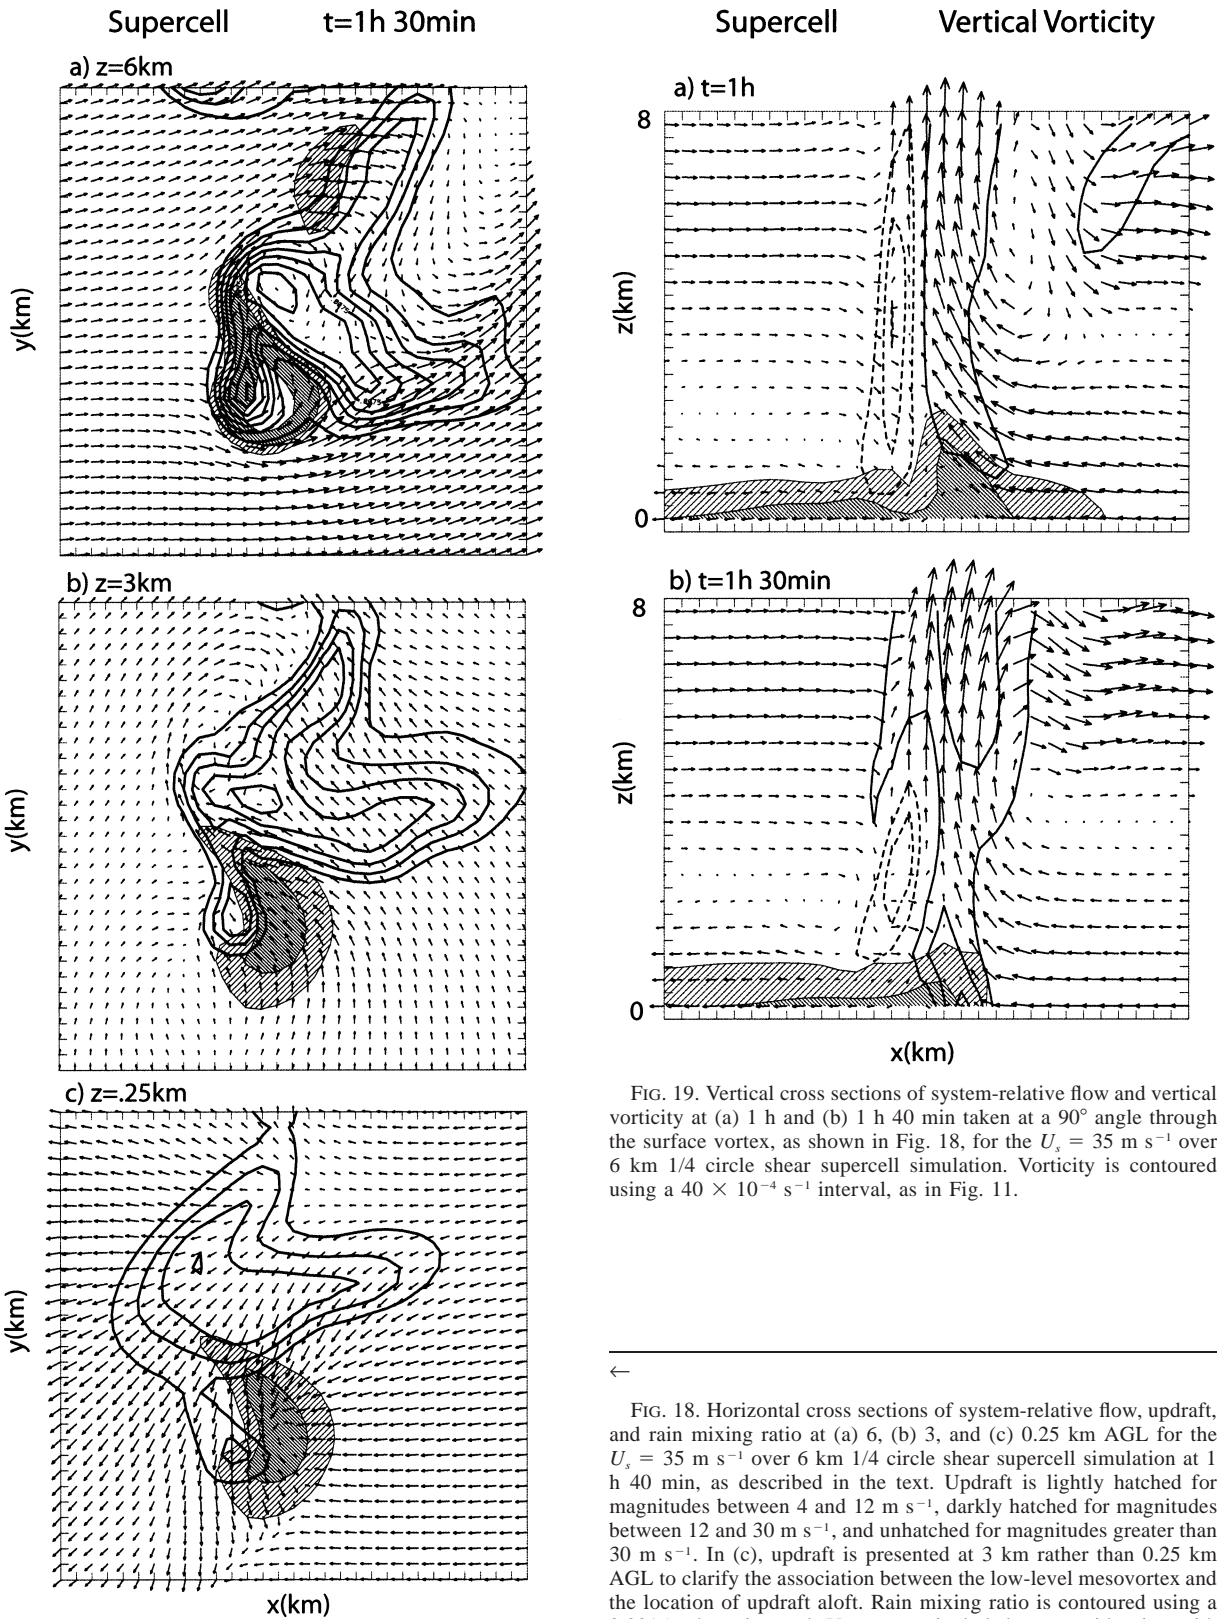 Supercell t=1h 30min
a) z=6km
y(km)
b) z=3km
y(km)
c) z=.25km
y(km)
x(km)
Supercell Vertical Vorticity
a) t=1h
8
z(km)
0
b) t=1h 30min
8
z(km)
0
x(km)
FIG. 19. Vertical cross sections of system-relative flow and vertical
vorticity at (a) 1 h and (b) 1 h 40 min taken at a 90° angle through
the surface vortex, as shown in Fig. 18, for the U_s = 35 m s⁻¹ over
6 km 1/4 circle shear supercell simulation. Vorticity is contoured
using a 40 × 10⁻⁴ s⁻¹ interval, as in Fig. 11.
←
FIG. 18. Horizontal cross sections of system-relative flow, updraft,
and rain mixing ratio at (a) 6, (b) 3, and (c) 0.25 km AGL for the
U_s = 35 m s⁻¹ over 6 km 1/4 circle shear supercell simulation at 1
h 40 min, as described in the text. Updraft is lightly hatched for
magnitudes between 4 and 12 m s⁻¹, darkly hatched for magnitudes
between 12 and 30 m s⁻¹, and unhatched for magnitudes greater than
30 m s⁻¹. In (c), updraft is presented at 3 km rather than 0.25 km
AGL to clarify the association between the low-level mesovortex and
the location of updraft aloft. Rain mixing ratio is contoured using a